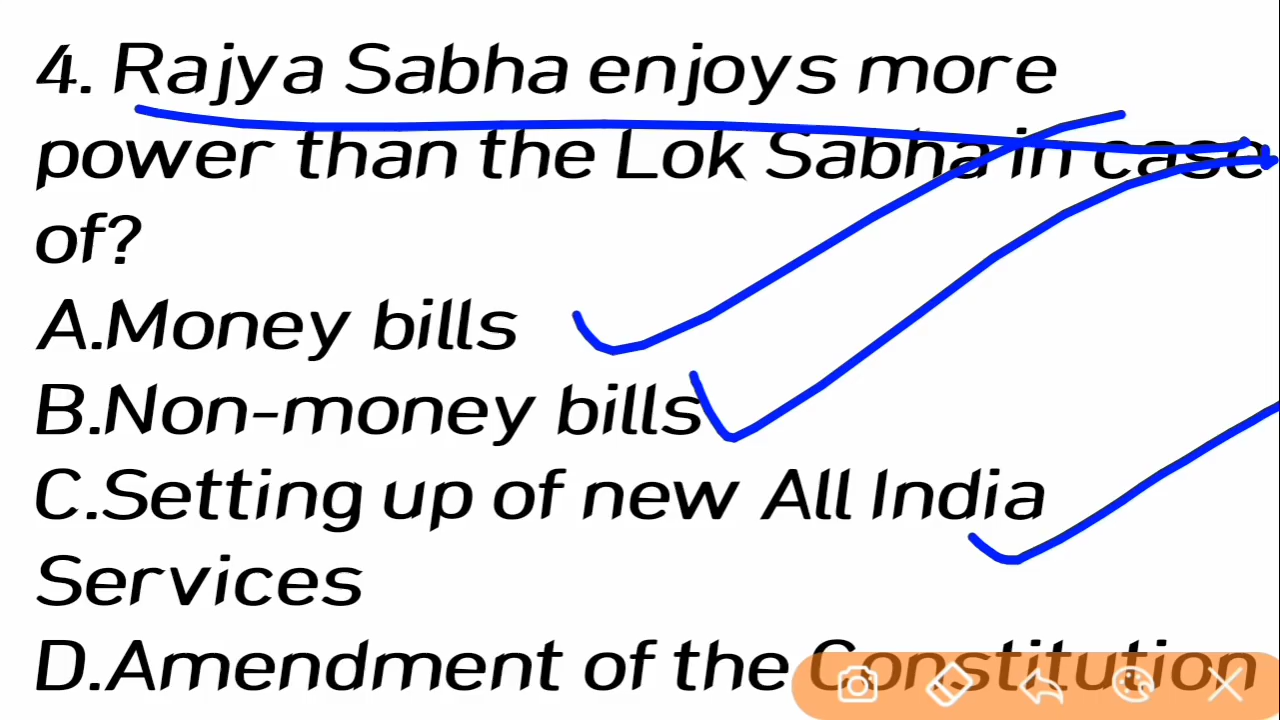 4. Rajya Sabha enjoys more
power than the Lok Sabha in case
of?
A.Money bills
B.Non-money bills
C.Setting up of new All India
Services
D.Amendment of the Constitution